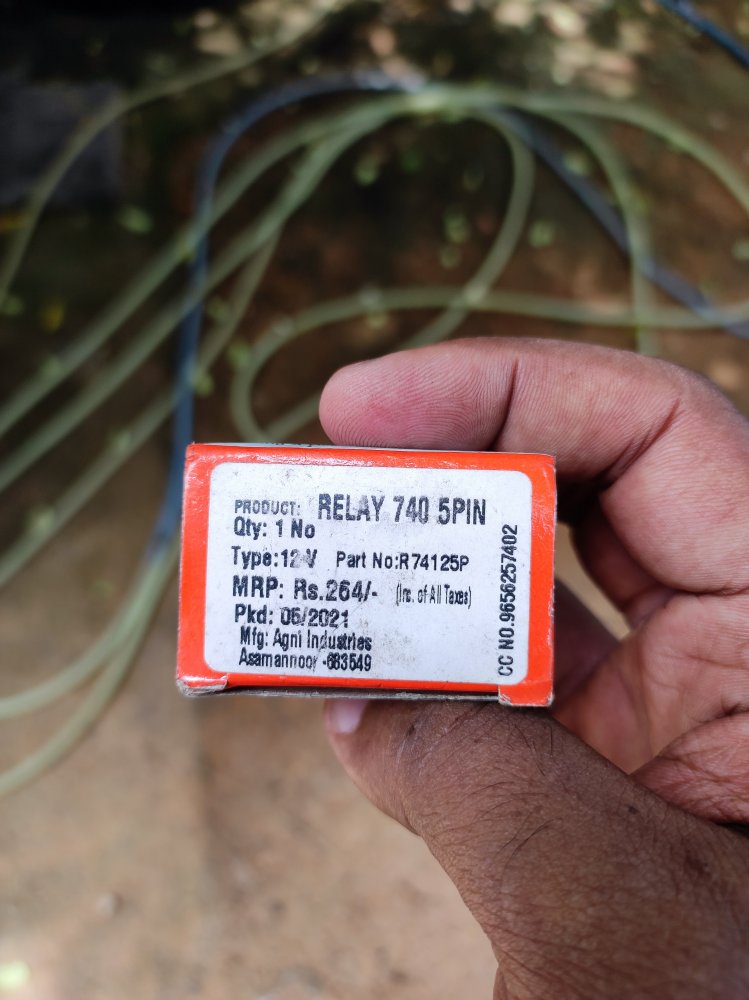 PRODUCT: RELAY 740 5PIN
Qty: 1 No
Type:12-V Part No:R74125P
MRP: Rs.264/- (Inc. of All Taxes)
Pkd: 05/2021
Mfg: Agni Industries
Asamannoor -683549
CC NO.9656257402